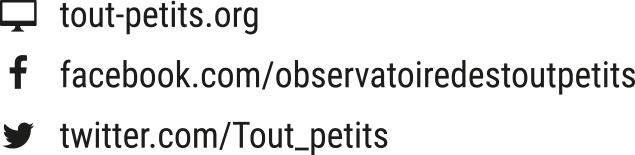 tout-petits.org
facebook.com/observatoiredestoutpetits
twitter.com/Tout_petits